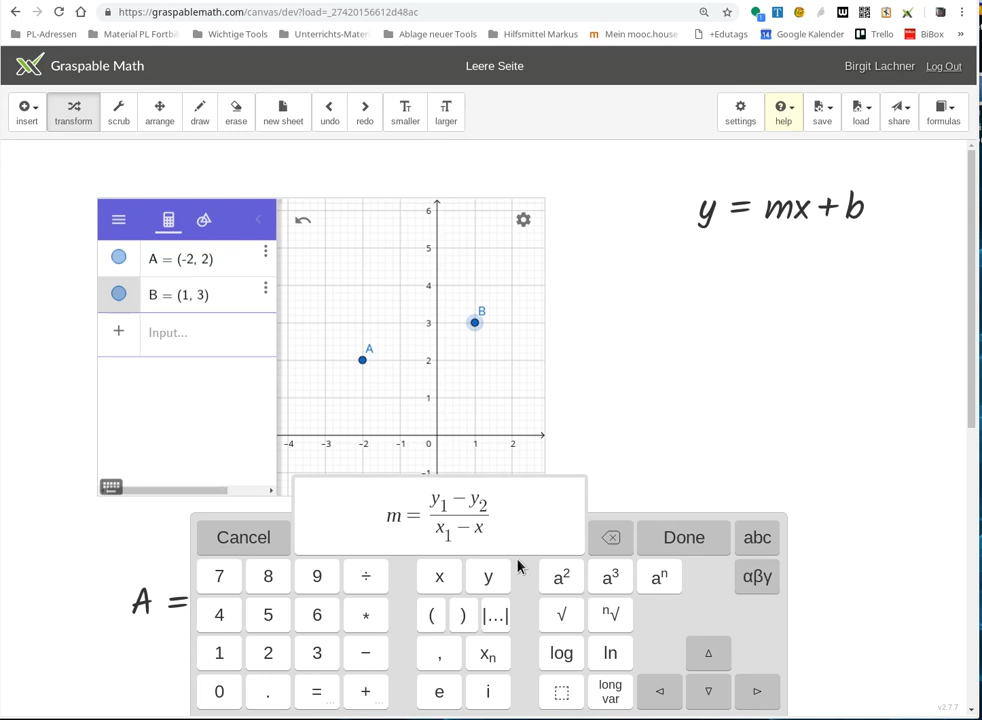 https://graspablemath.com/canvas/dev?load=_27420156612d48ac
PL-Adressen Material PL Fortbi Wichtige Tools Unterrichts-Mater Ablage neuer Tools Hilfsmittel Markus Mein mooc.house +Edutags Google Kalender Trello BiBox »
Graspable Math Leere Seite Birgit Lachner Log Out
insert transform scrub arrange draw erase new sheet undo redo smaller larger settings help save load share formulas
y = mx + b
A = (-2, 2)
B = (1, 3)
Input...
6
5
4
3
2
1
B
A
−4 −3 −2 −1 0 1 2
−1
m = y₁ − y₂ / x₁ − x
Cancel Done abc
7 8 9 ÷ x y a² a³ aⁿ αβγ
A =
4 5 6 * ( ) |...| √ ⁿ√
1 2 3 − , xₙ log ln
0 . = ... + ... e i long var
v2.7.7